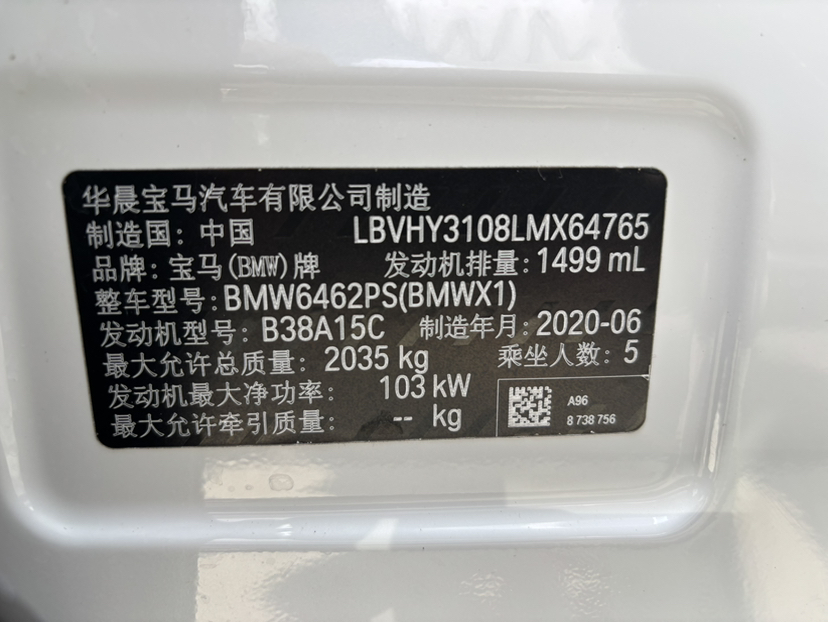 华晨宝马汽车有限公司制造
制造国: 中国 LBVHY3108LMX64765
品牌: 宝马(BMW)牌 发动机排量: 1499 mL
整车型号: BMW6462PS(BMWX1)
发动机型号: B38A15C 制造年月: 2020-06
最大允许总质量: 2035 kg 乘坐人数: 5
发动机最大净功率: 103 kW
最大允许牵引质量: -- kg
A96
8 738 756